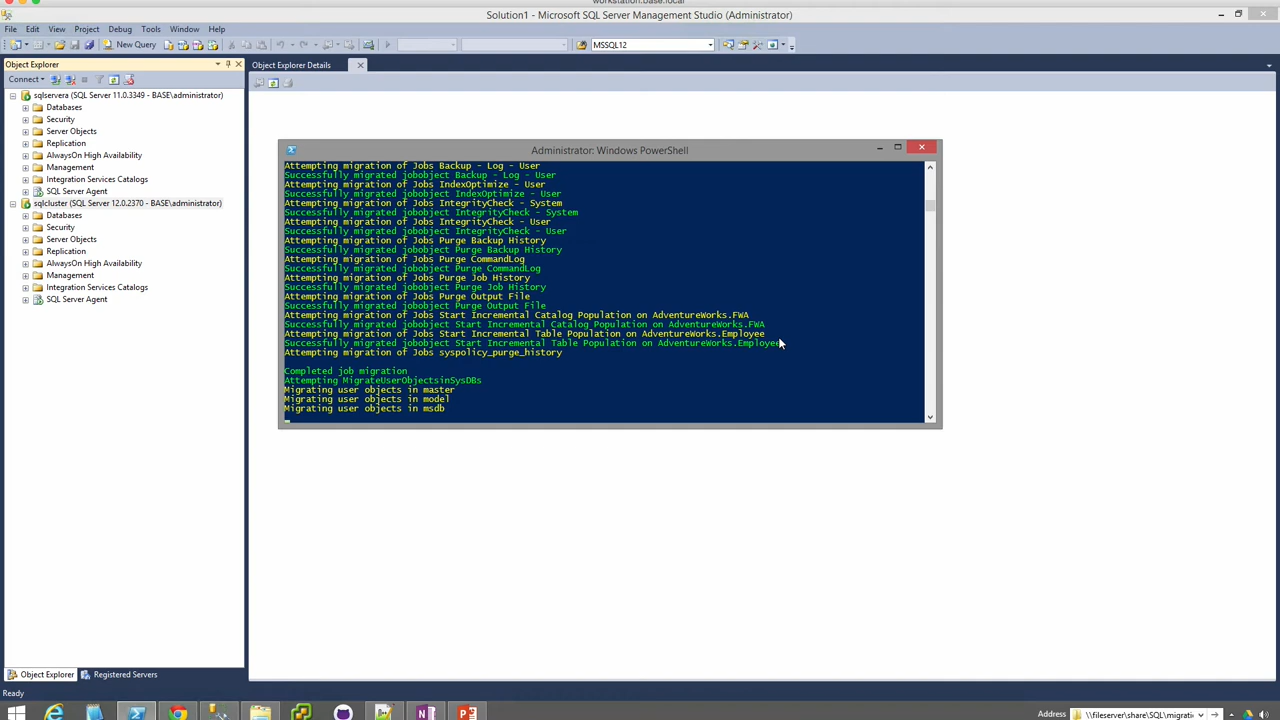 workstation.base.local
Solution1 - Microsoft SQL Server Management Studio (Administrator)
File Edit View Project Debug Tools Window Help
New Query
MSSQL12
Object Explorer
Connect
sqlservera (SQL Server 11.0.3349 - BASE\administrator)
Databases
Security
Server Objects
Replication
AlwaysOn High Availability
Management
Integration Services Catalogs
SQL Server Agent
sqlcluster (SQL Server 12.0.2370 - BASE\administrator)
Databases
Security
Server Objects
Replication
AlwaysOn High Availability
Management
Integration Services Catalogs
SQL Server Agent
Object Explorer Details
Administrator: Windows PowerShell
Attempting migration of Jobs Backup - Log - User
Successfully migrated jobobject Backup - Log - User
Attempting migration of Jobs IndexOptimize - User
Successfully migrated jobobject IndexOptimize - User
Attempting migration of Jobs IntegrityCheck - System
Successfully migrated jobobject IntegrityCheck - System
Attempting migration of Jobs IntegrityCheck - User
Successfully migrated jobobject IntegrityCheck - User
Attempting migration of Jobs Purge Backup History
Successfully migrated jobobject Purge Backup History
Attempting migration of Jobs Purge CommandLog
Successfully migrated jobobject Purge CommandLog
Attempting migration of Jobs Purge Job History
Successfully migrated jobobject Purge Job History
Attempting migration of Jobs Purge Output File
Successfully migrated jobobject Purge Output File
Attempting migration of Jobs Start Incremental Catalog Population on AdventureWorks.FWA
Successfully migrated jobobject Start Incremental Catalog Population on AdventureWorks.FWA
Attempting migration of Jobs Start Incremental Table Population on AdventureWorks.Employee
Successfully migrated jobobject Start Incremental Table Population on AdventureWorks.Employee
Attempting migration of Jobs syspolicy_purge_history
Completed job migration
Attempting MigrateUserObjectsinSysDBs
Migrating user objects in master
Migrating user objects in model
Migrating user objects in msdb
Object Explorer Registered Servers
Ready
Address \\fileserver\share\SQL\migratio